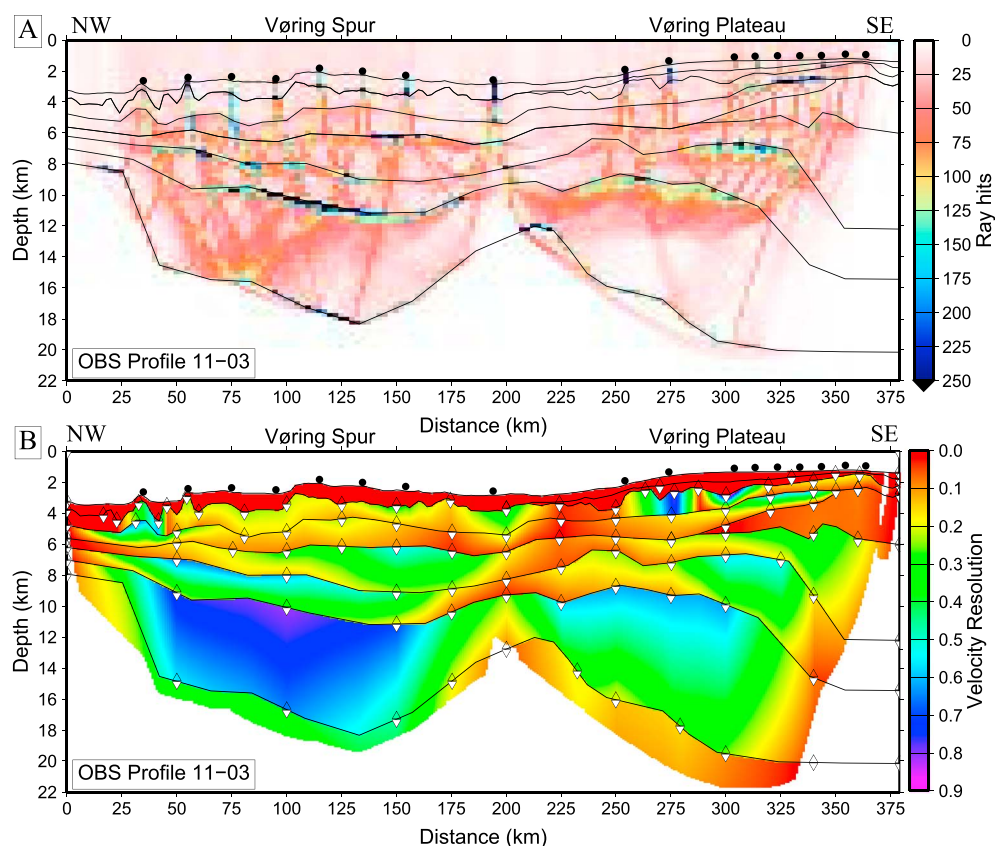 A NW Vøring Spur Vøring Plateau SE
0 2 4 6 8 10 12 14 16 18 20 22
Depth (km)
OBS Profile 11−03
0 25 50 75 100 125 150 175 200 225 250 275 300 325 350 375
Distance (km)
0 25 50 75 100 125 150 175 200 225 250
Ray hits
B NW Vøring Spur Vøring Plateau SE
0 2 4 6 8 10 12 14 16 18 20 22
Depth (km)
OBS Profile 11−03
0 25 50 75 100 125 150 175 200 225 250 275 300 325 350 375
Distance (km)
0.0 0.1 0.2 0.3 0.4 0.5 0.6 0.7 0.8 0.9
Velocity Resolution